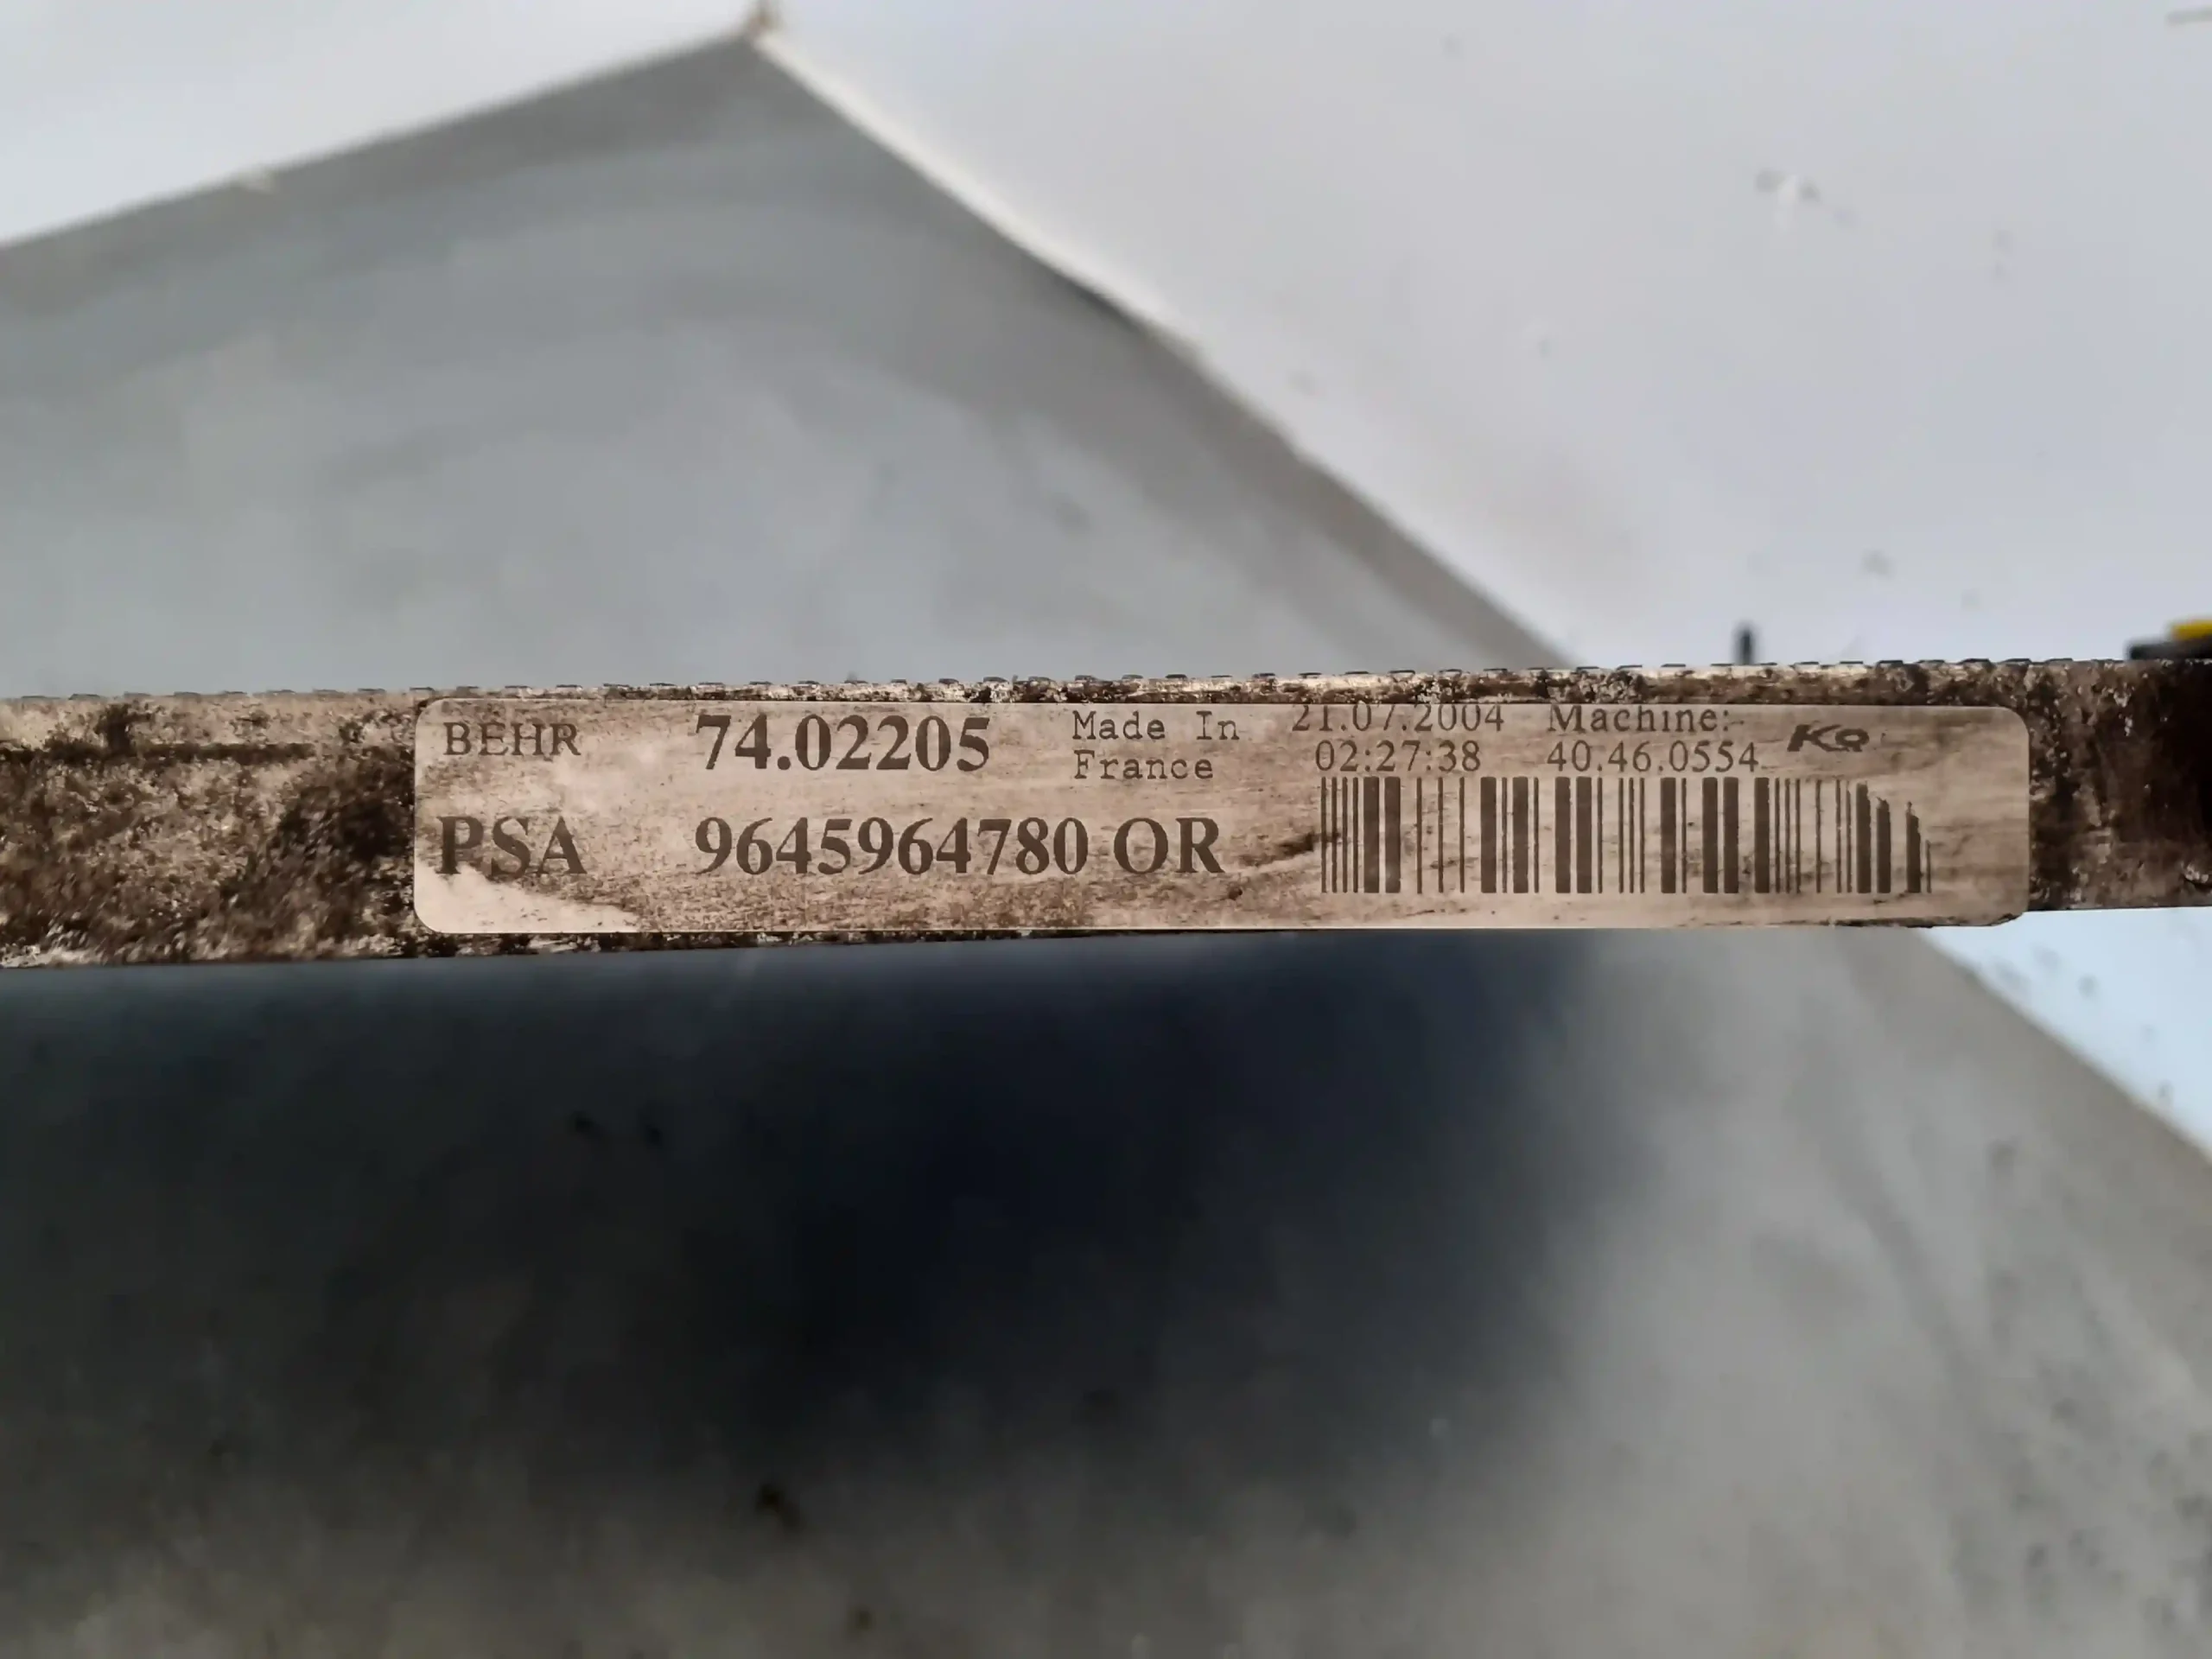 BEHR 74.02205 Made In 21.07.2004 Machine:
France 02:27:38 40.46.0554
PSA 9645964780 OR